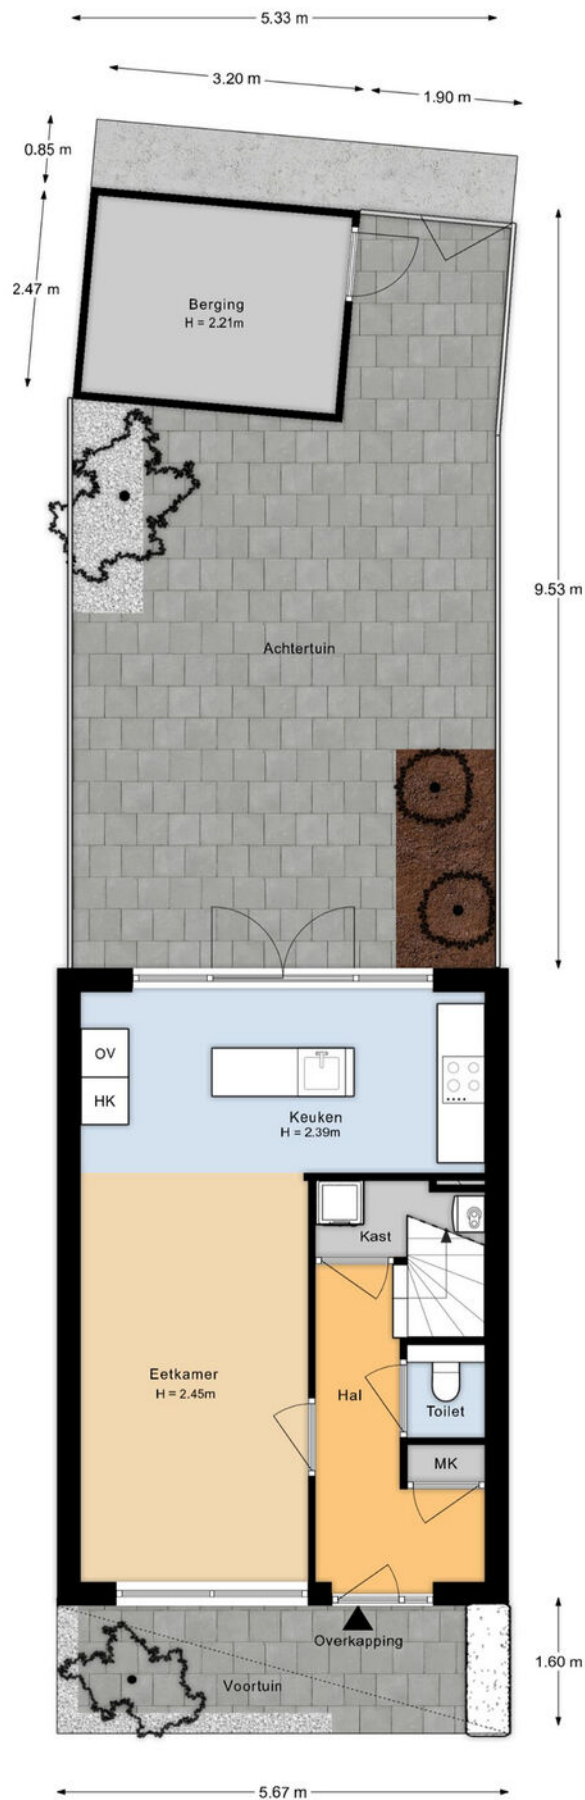 5.33 m
3.20 m
1.90 m
0.85 m
2.47 m
Berging
H = 2.21m
9.53 m
Achtertuin
OV
HK
Keuken
H = 2.39m
Kast
Eetkamer
H = 2.45m
Hal
Toilet
MK
Overkapping
Voortuin
1.60 m
5.67 m